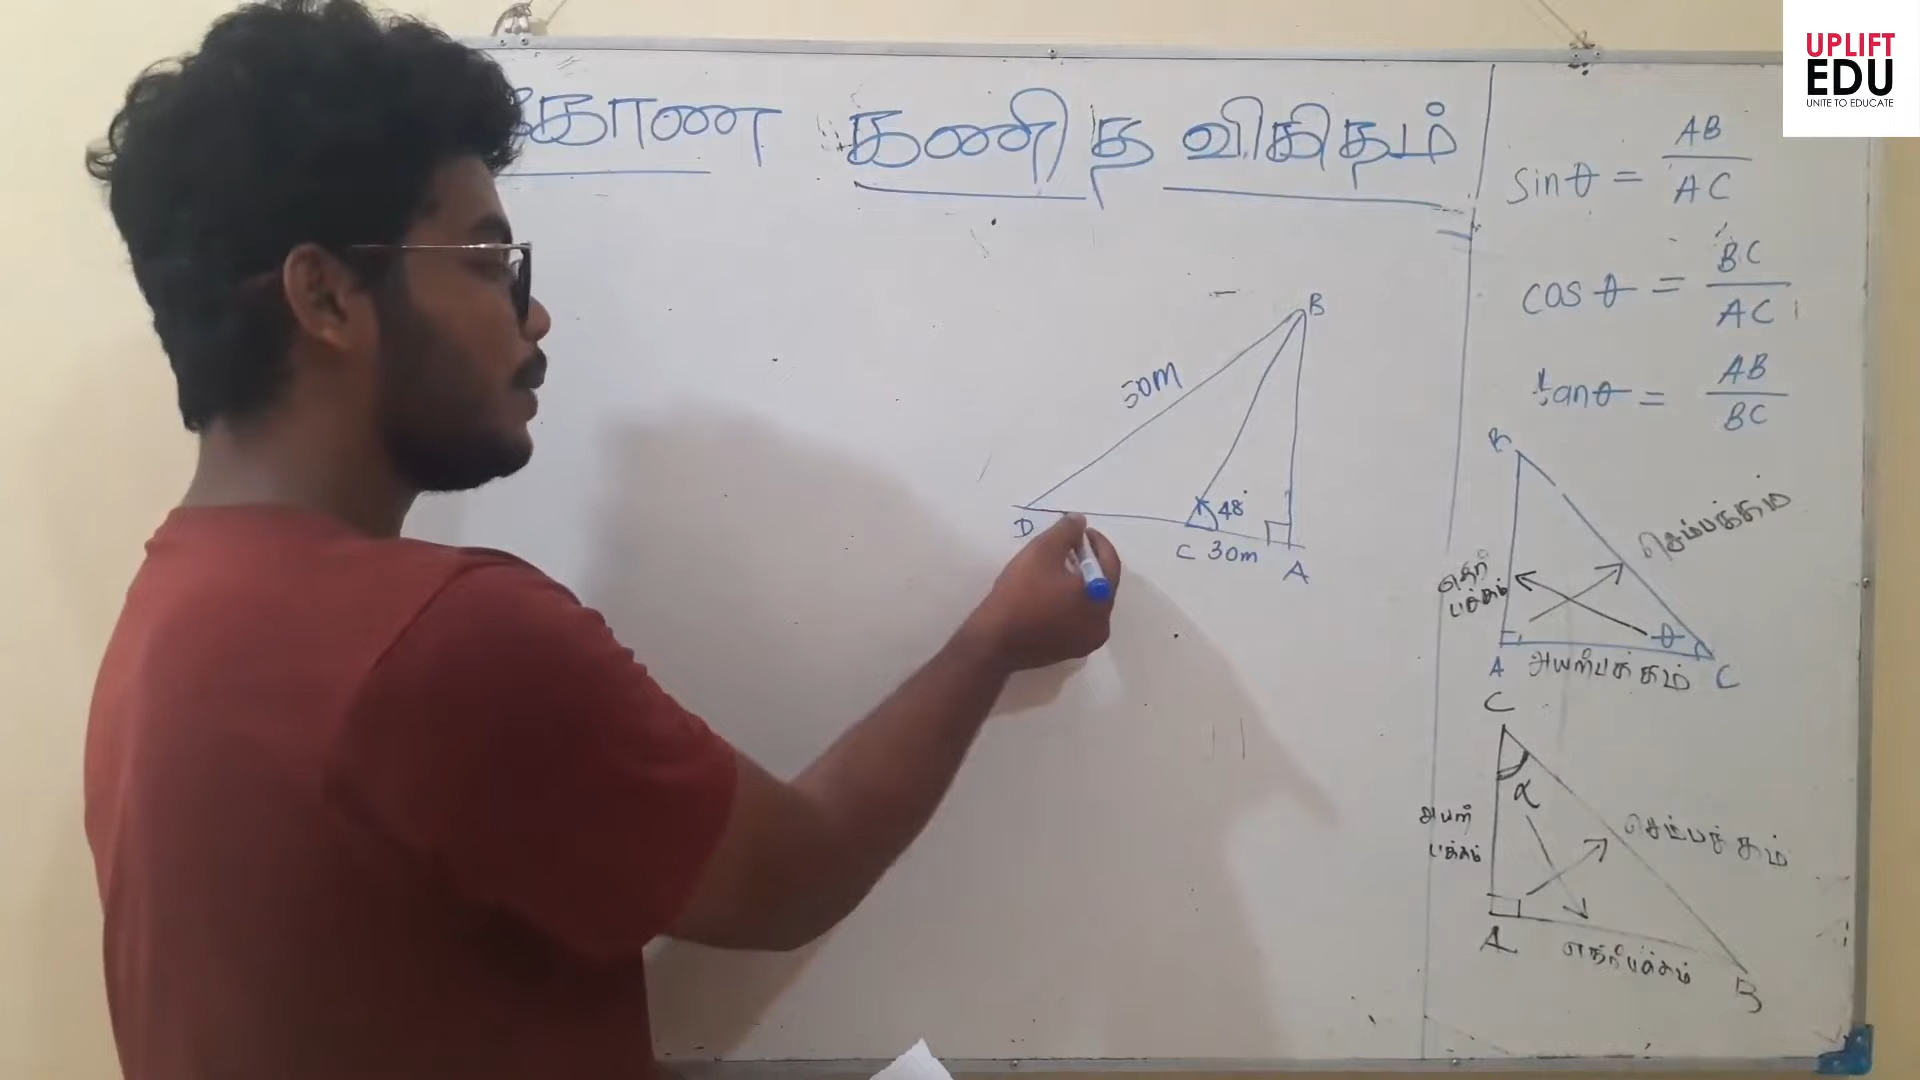 கோண கணித விகிதம்
UPLIFT
EDU
UNITE TO EDUCATE
sinθ = AB
AC
cosθ = BC
AC
tanθ = AB
BC
B
50m
48°
D
C 30m
A
B
செம்பக்கம்
எதிர்
பக்கம்
θ
A அயற்பக்கம் C
C
α
அயற்
பக்கம்
செம்பக்கம்
A
எதிர்பக்கம்
B